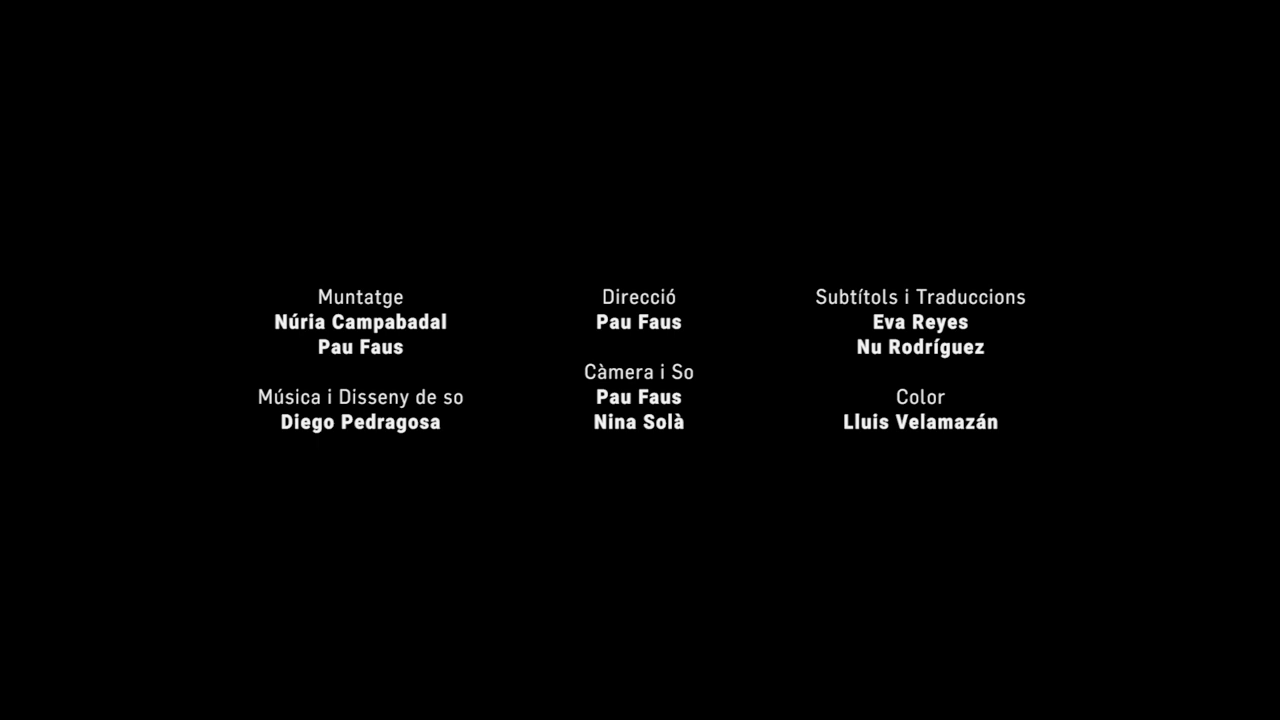 Muntatge
Núria Campabadal
Pau Faus
Música i Disseny de so
Diego Pedragosa
Direcció
Pau Faus
Càmera i So
Pau Faus
Nina Solà
Subtítols i Traduccions
Eva Reyes
Nu Rodríguez
Color
Lluis Velamazán